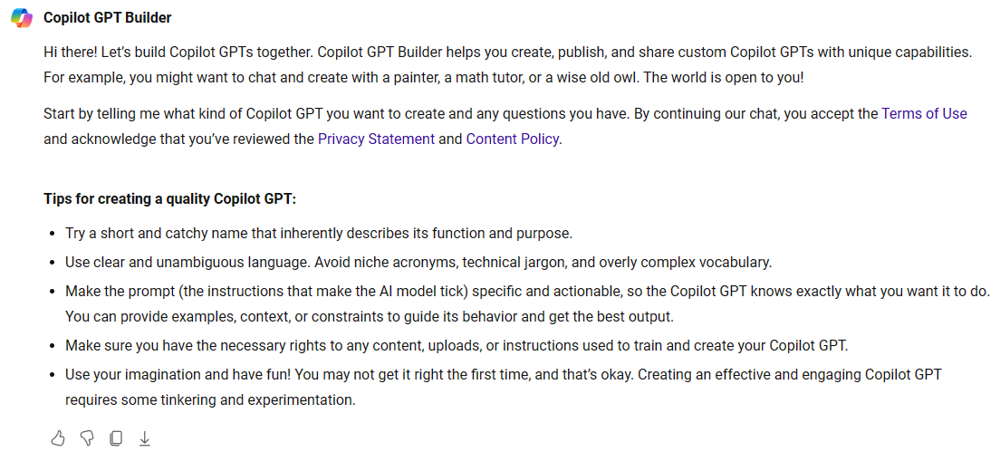 Copilot GPT Builder
Hi there! Let’s build Copilot GPTs together. Copilot GPT Builder helps you create, publish, and share custom Copilot GPTs with unique capabilities.
For example, you might want to chat and create with a painter, a math tutor, or a wise old owl. The world is open to you!
Start by telling me what kind of Copilot GPT you want to create and any questions you have. By continuing our chat, you accept the Terms of Use
and acknowledge that you’ve reviewed the Privacy Statement and Content Policy.
Tips for creating a quality Copilot GPT:
• Try a short and catchy name that inherently describes its function and purpose.
• Use clear and unambiguous language. Avoid niche acronyms, technical jargon, and overly complex vocabulary.
• Make the prompt (the instructions that make the AI model tick) specific and actionable, so the Copilot GPT knows exactly what you want it to do.
You can provide examples, context, or constraints to guide its behavior and get the best output.
• Make sure you have the necessary rights to any content, uploads, or instructions used to train and create your Copilot GPT.
• Use your imagination and have fun! You may not get it right the first time, and that’s okay. Creating an effective and engaging Copilot GPT
requires some tinkering and experimentation.